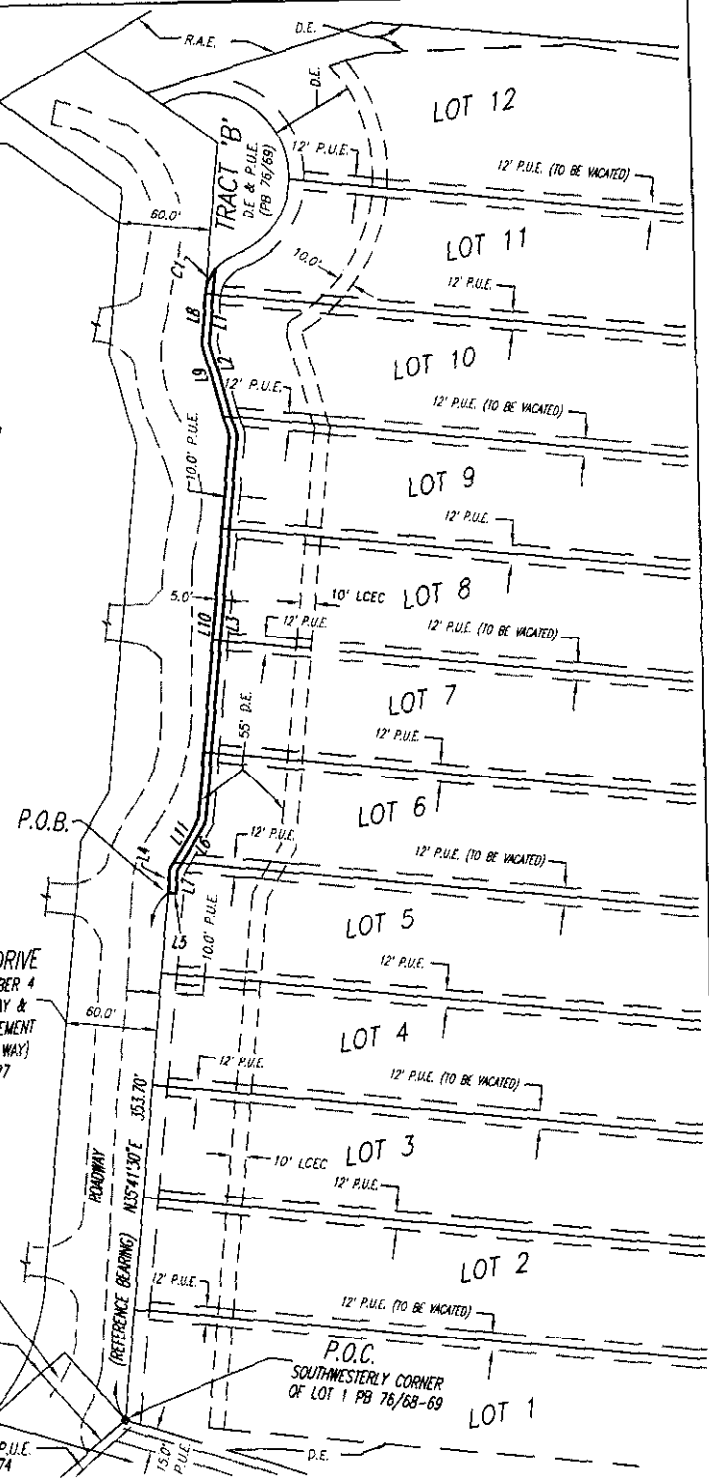 R.A.E.
D.E.
D.E.
LOT 12
TRACT "B"
D.E & P.U.E.
(PB 76/69)
12' P.U.E.
12' P.U.E. (TO BE VACATED)
60.0'
LOT 11
C1
10.0'
12' P.U.E.
L8
L1
L2
L9
LOT 10
12' P.U.E.
12' P.U.E. (TO BE VACATED)
10.0' P.U.E.
LOT 9
12' P.U.E.
5.0'
10' LCEC
LOT 8
L10
L3
12' P.U.E.
12' P.U.E. (TO BE VACATED)
LOT 7
55' D.E.
12' P.U.E.
P.O.B.
LOT 6
L11
L4
L6
12' P.U.E.
12' P.U.E. (TO BE VACATED)
L7
L5
10.0' P.U.E.
LOT 5
DRIVE
BER 4
AY &
EMENT
WAY)
97
12' P.U.E.
60.0'
LOT 4
12' P.U.E.
12' P.U.E. (TO BE VACATED)
353.70'
N35°41'30"E
ROADWAY
10' LCEC
LOT 3
12' P.U.E.
(REFERENCE BEARING)
LOT 2
12' P.U.E.
12' P.U.E. (TO BE VACATED)
P.O.C.
SOUTHWESTERLY CORNER
OF LOT 1 PB 76/68-69
LOT 1
15.0'
P.U.E.
D.E.
P.U.E.
74